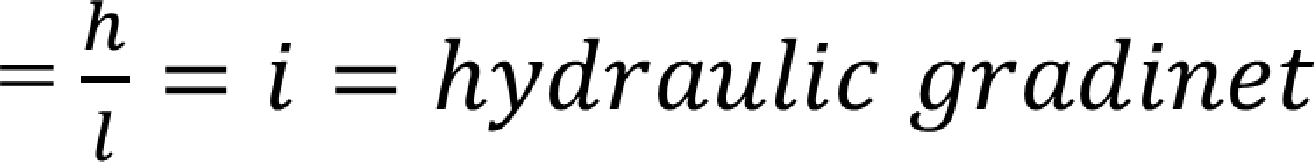 = h/l = i = hydraulic gradinet